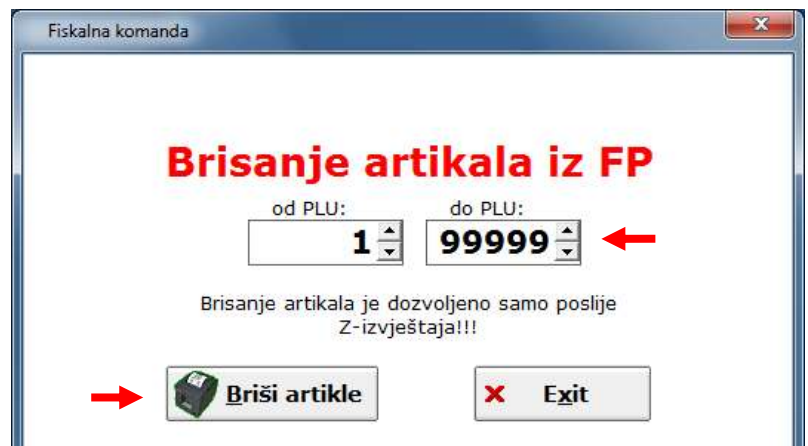 Fiskalna komanda
Brisanje artikala iz FP
od PLU: do PLU:
1 99999
Brisanje artikala je dozvoljeno samo poslije
Z-izvještaja!!!
Briši artikle Exit